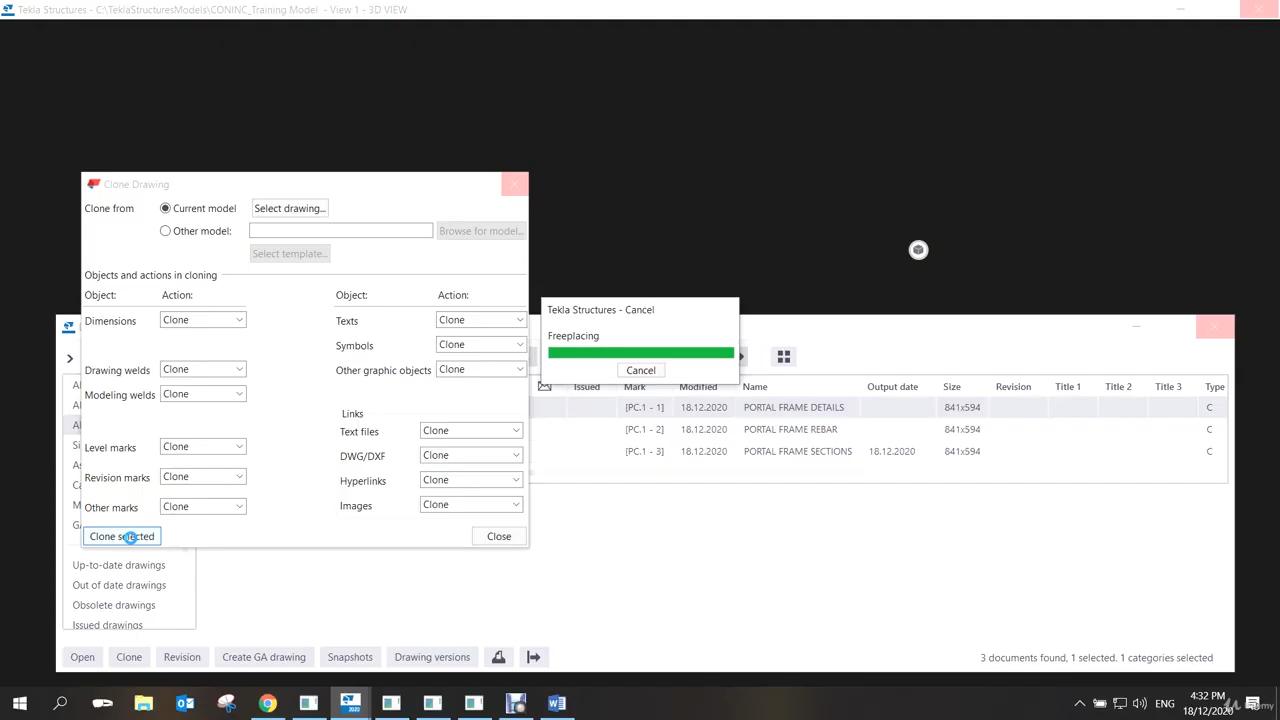 Tekla Structures - C:\TeklaStructuresModels\CONINC_Training Model - View 1 - 3D VIEW
Clone Drawing
Clone from
Current model
Select drawing...
Other model:
Browse for model...
Select template...
Objects and actions in cloning
Object:
Action:
Object:
Action:
Dimensions
Clone
Texts
Clone
Symbols
Clone
Drawing welds
Clone
Other graphic objects
Clone
Modeling welds
Clone
Links
Text files
Clone
Level marks
Clone
DWG/DXF
Clone
Revision marks
Clone
Hyperlinks
Clone
Other marks
Clone
Images
Clone
Clone selected
Close
Tekla Structures - Cancel
Freeplacing
Cancel
Issued Mark Modified Name Output date Size Revision Title 1 Title 2 Title 3 Type
[PC.1 - 1] 18.12.2020 PORTAL FRAME DETAILS 841x594 C
[PC.1 - 2] 18.12.2020 PORTAL FRAME REBAR 841x594 C
[PC.1 - 3] 18.12.2020 PORTAL FRAME SECTIONS 18.12.2020 841x594 C
Up-to-date drawings
Out of date drawings
Obsolete drawings
Issued drawings
Open
Clone
Revision
Create GA drawing
Snapshots
Drawing versions
3 documents found, 1 selected. 1 categories selected
2020
W
ENG
4:32 PM
18/12/2020